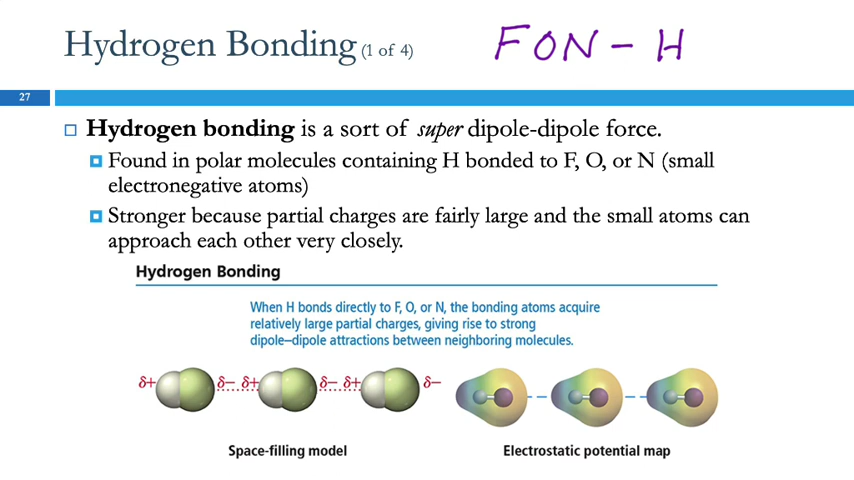 Hydrogen Bonding (1 of 4)
FON - H
27
Hydrogen bonding is a sort of super dipole-dipole force.
Found in polar molecules containing H bonded to F, O, or N (small
electronegative atoms)
Stronger because partial charges are fairly large and the small atoms can
approach each other very closely.
Hydrogen Bonding
When H bonds directly to F, O, or N, the bonding atoms acquire
relatively large partial charges, giving rise to strong
dipole–dipole attractions between neighboring molecules.
δ+ δ– δ+ δ– δ+ δ–
Space-filling model
Electrostatic potential map